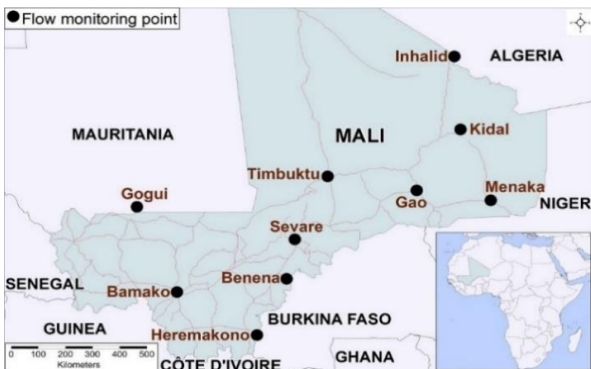 Flow monitoring point
Inhalid
ALGERIA
MAURITANIA
MALI
Kidal
Timbuktu
Gogui
Gao
Menaka
NIGER
Sevare
SENEGAL
Bamako
Benena
GUINEA
Heremakono
BURKINA FASO
0 100 200 300 400 500
Kilometers
CÔTE D'IVOIRE
GHANA